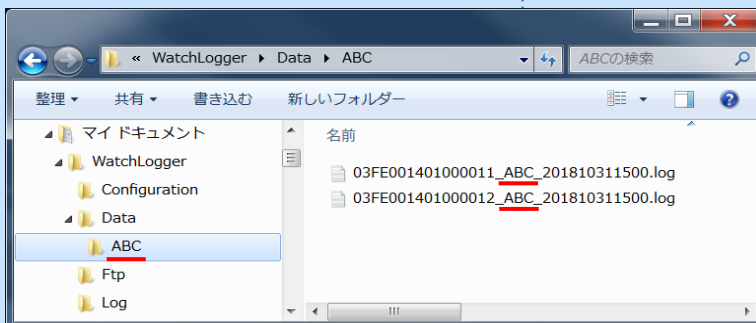 « WatchLogger ▸ Data ▸ ABC
ABCの検索
整理 共有 書き込む 新しいフォルダー
マイ ドキュメント
WatchLogger
Configuration
Data
ABC
Ftp
Log
名前
03FE001401000011_ABC_201810311500.log
03FE001401000012_ABC_201810311500.log